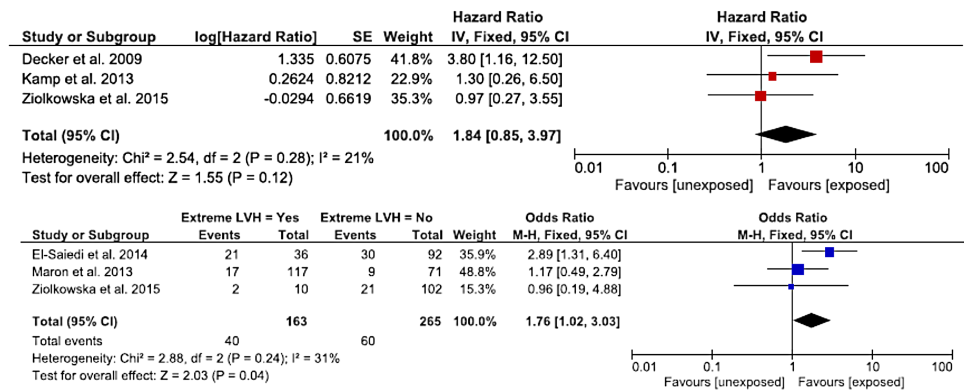 Hazard Ratio Hazard Ratio
Study or Subgroup log[Hazard Ratio] SE Weight IV, Fixed, 95% CI IV, Fixed, 95% CI
Decker et al. 2009 1.335 0.6075 41.8% 3.80 [1.16, 12.50]
Kamp et al. 2013 0.2624 0.8212 22.9% 1.30 [0.26, 6.50]
Ziolkowska et al. 2015 -0.0294 0.6619 35.3% 0.97 [0.27, 3.55]
Total (95% CI) 100.0% 1.84 [0.85, 3.97]
Heterogeneity: Chi² = 2.54, df = 2 (P = 0.28); I² = 21%
Test for overall effect: Z = 1.55 (P = 0.12)
0.01 0.1 1 10 100
Favours [unexposed] Favours [exposed]
Extreme LVH = Yes Extreme LVH = No Odds Ratio Odds Ratio
Study or Subgroup Events Total Events Total Weight M-H, Fixed, 95% CI M-H, Fixed, 95% CI
El-Saiedi et al. 2014 21 36 30 92 35.9% 2.89 [1.31, 6.40]
Maron et al. 2013 17 117 9 71 48.8% 1.17 [0.49, 2.79]
Ziolkowska et al. 2015 2 10 21 102 15.3% 0.96 [0.19, 4.88]
Total (95% CI) 163 265 100.0% 1.76 [1.02, 3.03]
Total events 40 60
Heterogeneity: Chi² = 2.88, df = 2 (P = 0.24); I² = 31%
Test for overall effect: Z = 2.03 (P = 0.04)
0.01 0.1 1 10 100
Favours [unexposed] Favours [exposed]